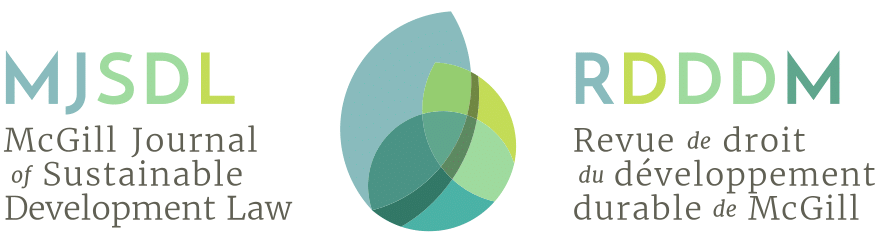 MJSDL
McGill Journal
of Sustainable
Development Law
RDDDM
Revue de droit
du développement
durable de McGill